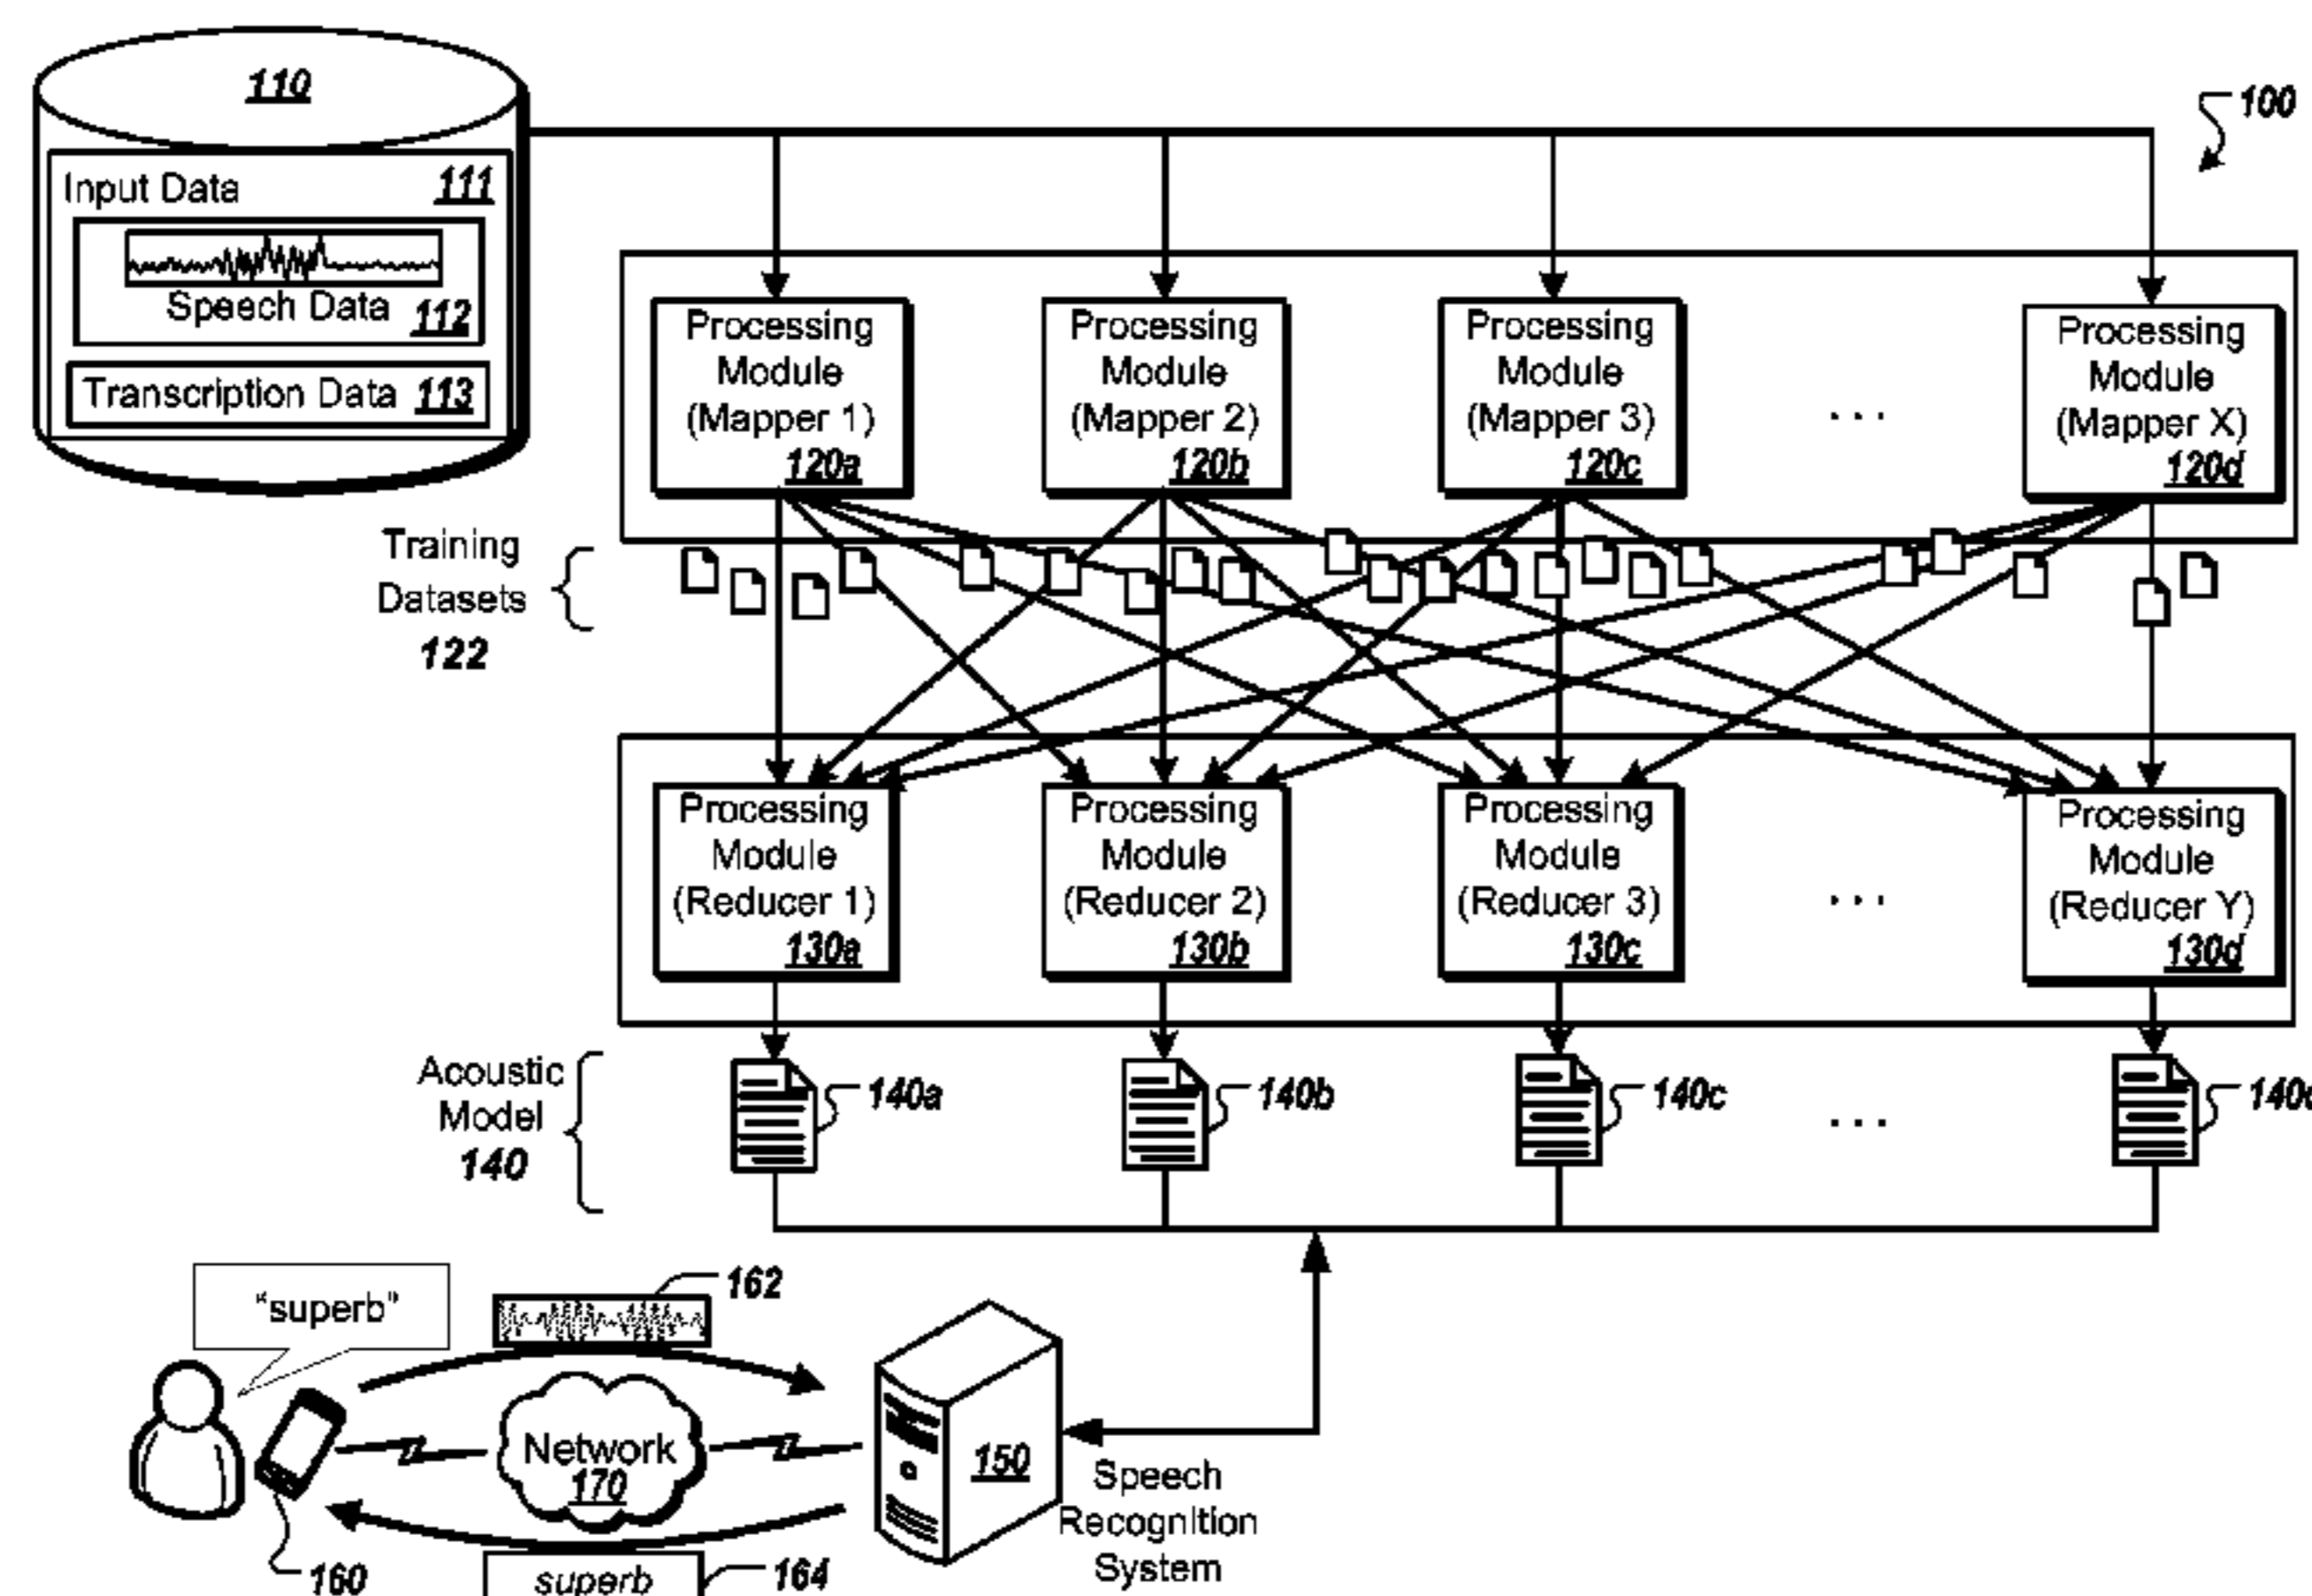 110
100
Input Data 111
Speech Data 112
Transcription Data 113
Processing
Module
(Mapper 1)
120a
Processing
Module
(Mapper 2)
120b
Processing
Module
(Mapper 3)
120c
. . .
Processing
Module
(Mapper X)
120d
Training
Datasets
122
Processing
Module
(Reducer 1)
130a
Processing
Module
(Reducer 2)
130b
Processing
Module
(Reducer 3)
130c
. . .
Processing
Module
(Reducer Y)
130d
Acoustic
Model
140
140a
140b
140c
. . .
"superb"
162
Network
170
150
Speech
Recognition
System
160
superb
164